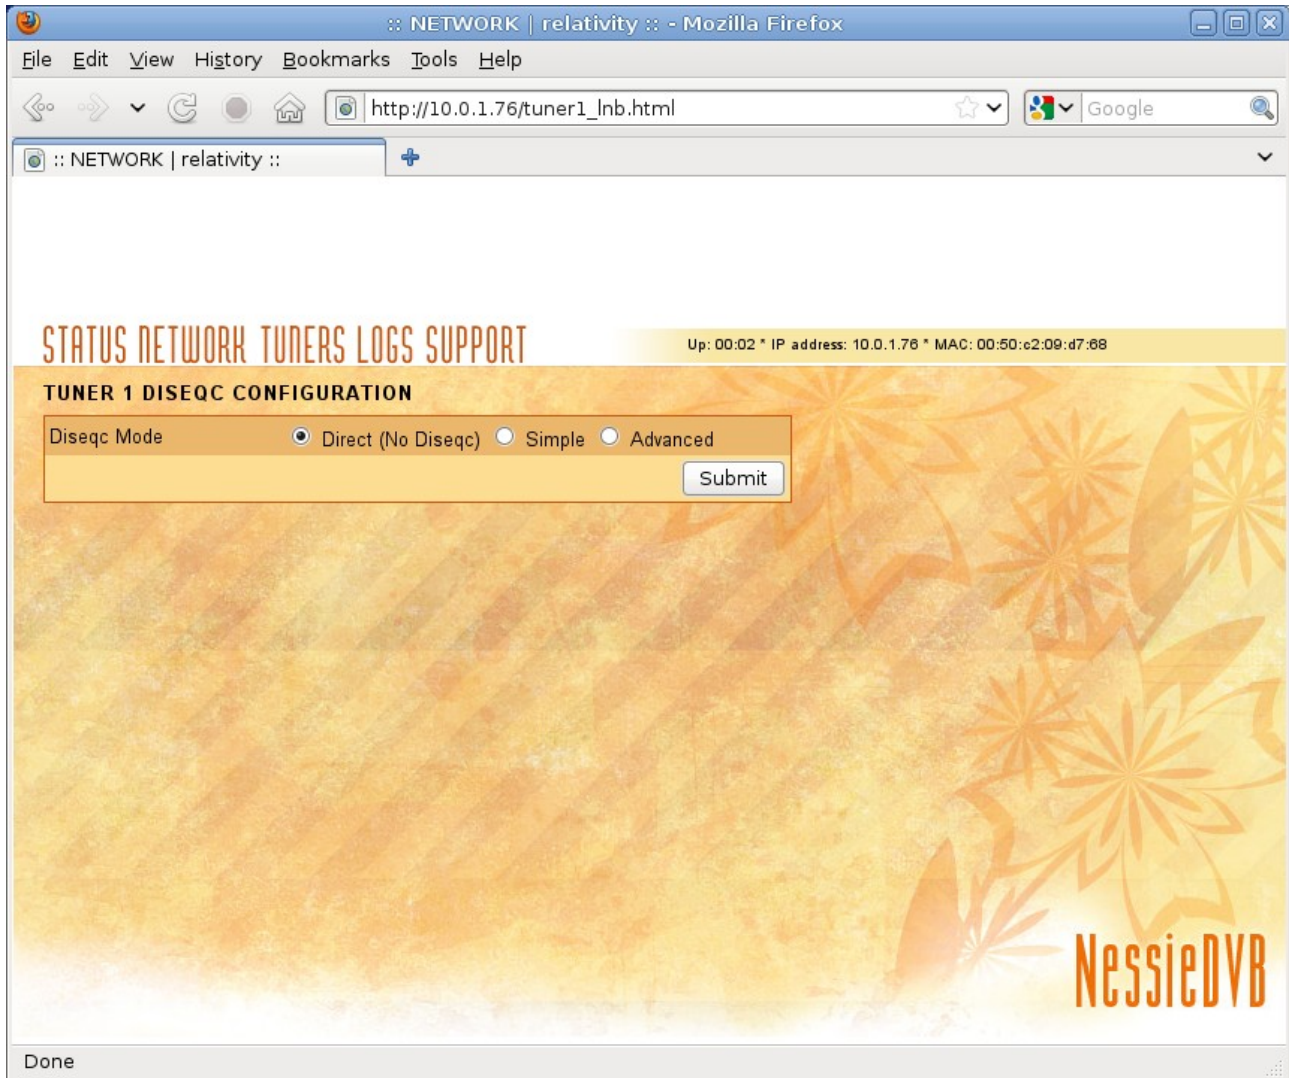 :: NETWORK | relativity :: - Mozilla Firefox
File Edit View History Bookmarks Tools Help
http://10.0.1.76/tuner1_lnb.html
Google
:: NETWORK | relativity ::
STATUS NETWORK TUNERS LOGS SUPPORT
Up: 00:02 * IP address: 10.0.1.76 * MAC: 00:50:c2:09:d7:68
TUNER 1 DISEQC CONFIGURATION
Diseqc Mode Direct (No Diseqc) Simple Advanced
Submit
NessieDVB
Done